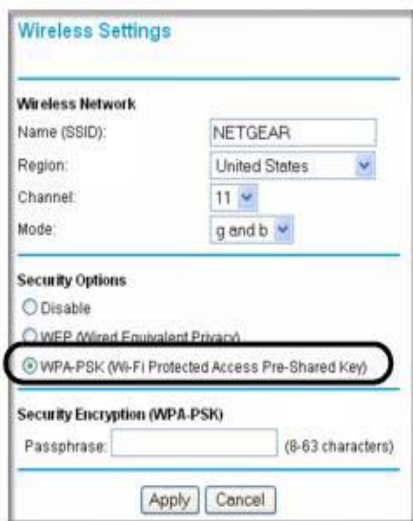 Wireless Settings
Wireless Network
Name (SSID): NETGEAR
Region: United States
Channel: 11
Mode: g and b
Security Options
Disable
WEP (Wired Equivalent Privacy)
WPA-PSK (Wi-Fi Protected Access Pre-Shared Key)
Security Encryption (WPA-PSK)
Passphrase: (8-63 characters)
Apply Cancel